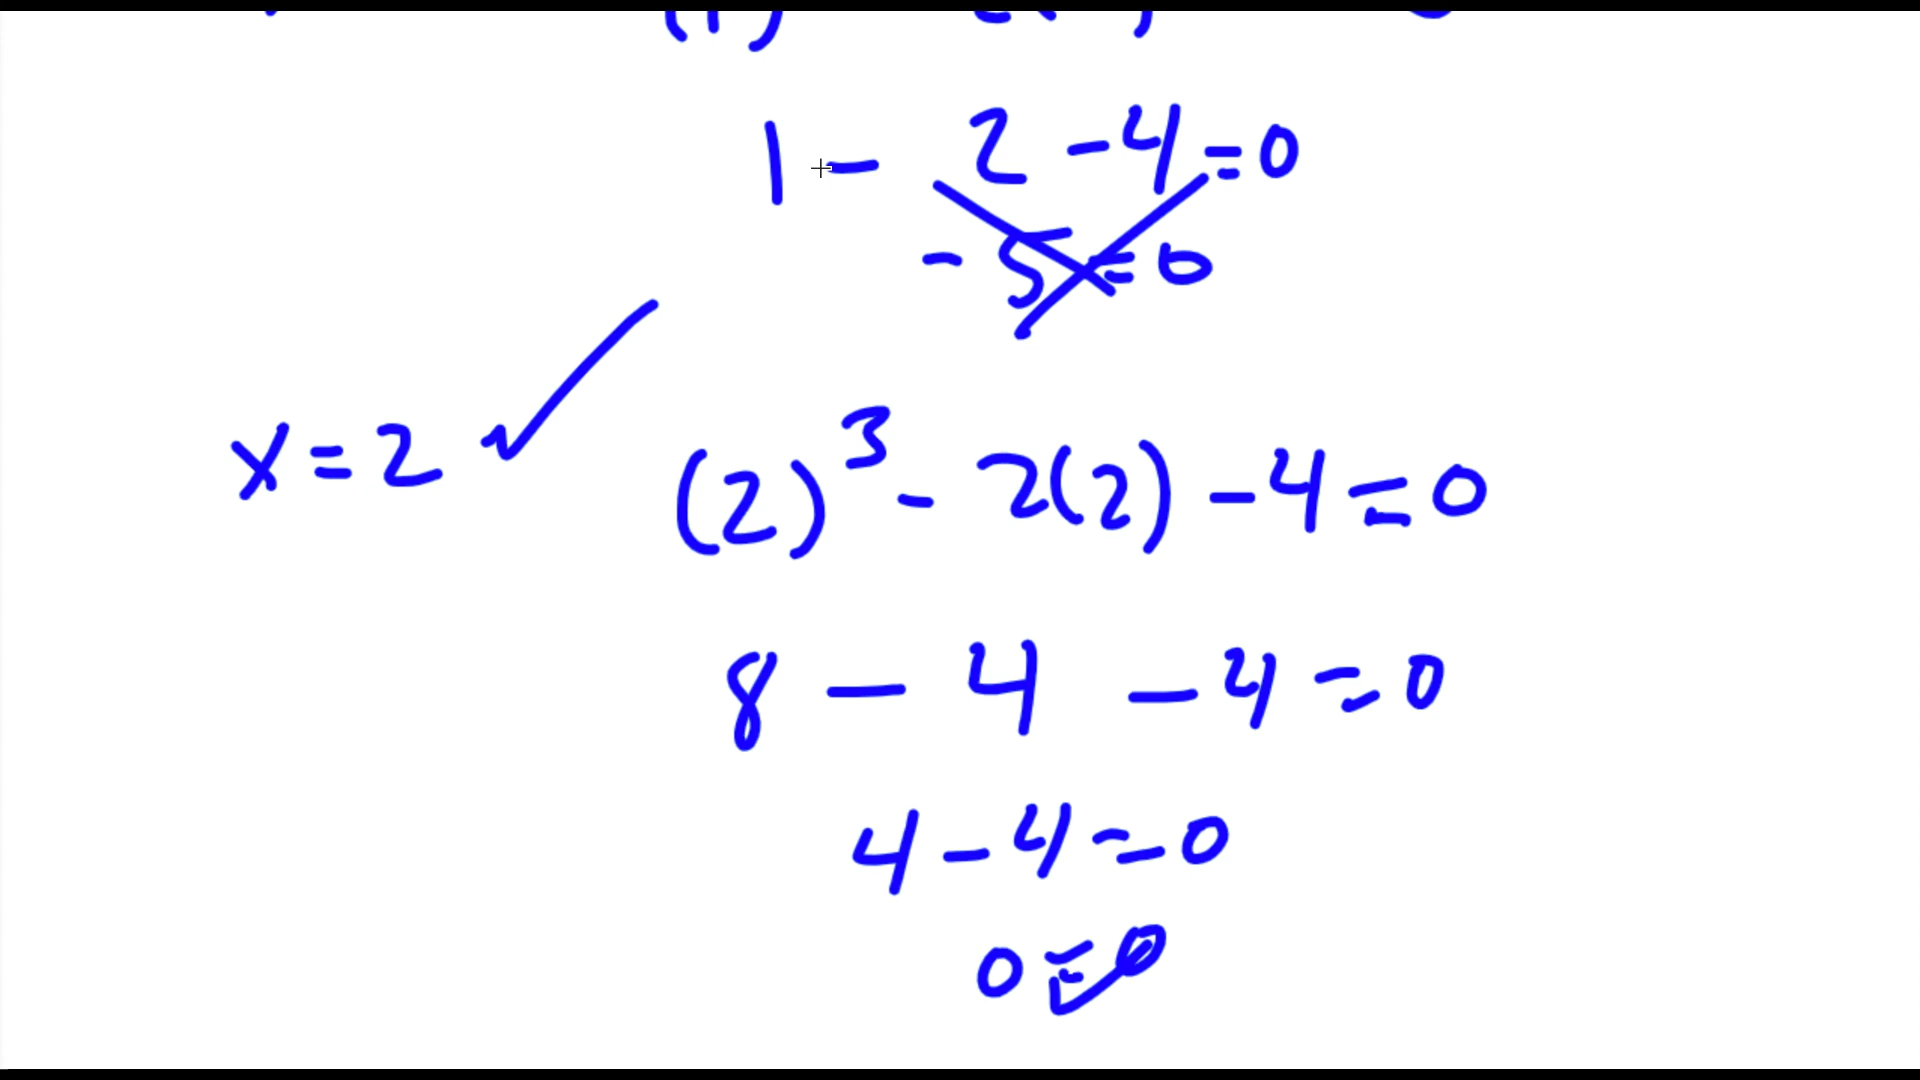 1 - 2 - 4 = 0
- 5 = 0
x = 2 ✓ (2)³ - 2(2) - 4 = 0
8 - 4 - 4 = 0
4 - 4 = 0
0 = 0